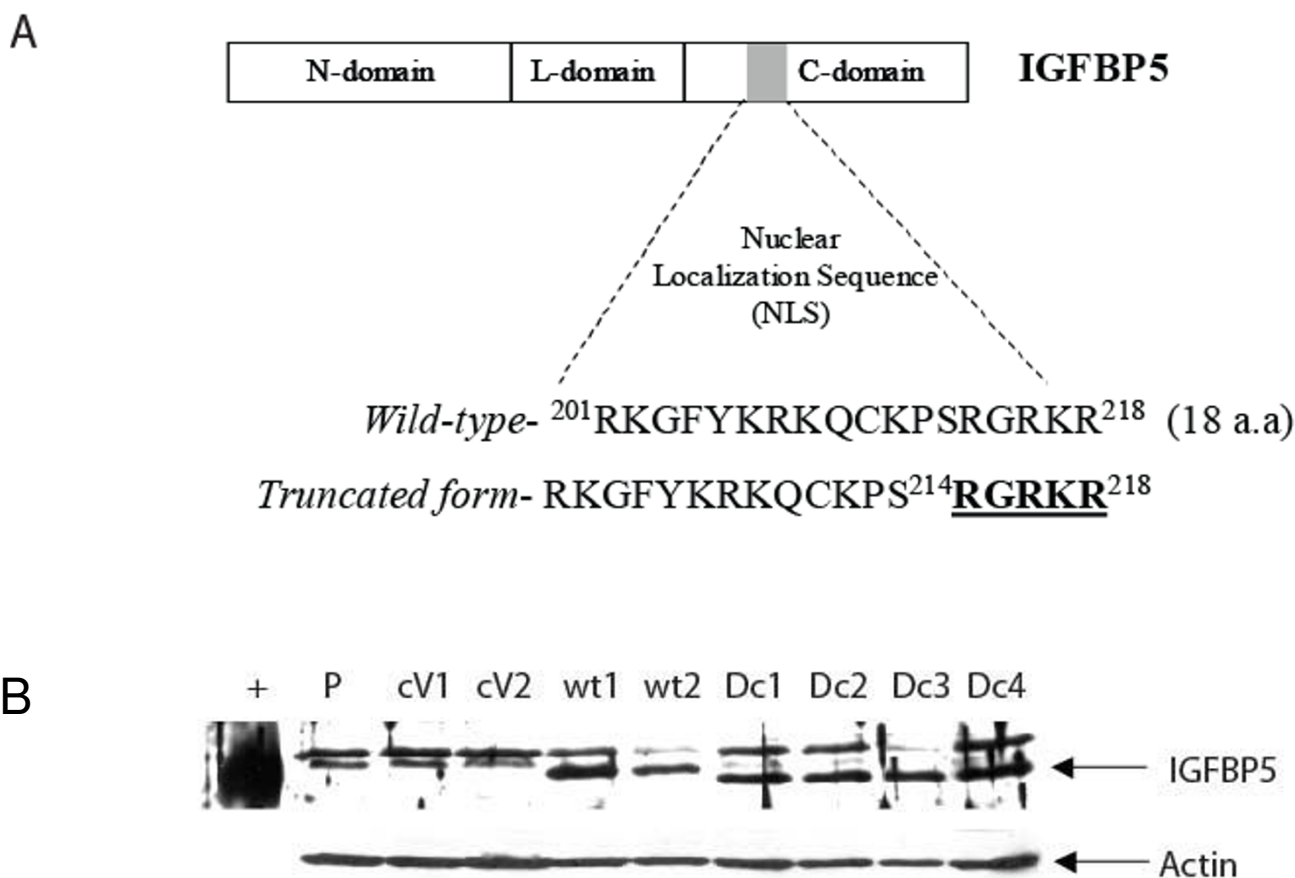 A
N-domain L-domain C-domain IGFBP5
Nuclear
Localization Sequence
(NLS)
Wild-type- ²⁰¹RKGFYKRKQCKPSRGRKR²¹⁸ (18 a.a)
Truncated form- RKGFYKRKQCKPS²¹⁴RGRKR²¹⁸
B
+ P cV1 cV2 wt1 wt2 Dc1 Dc2 Dc3 Dc4
IGFBP5
Actin